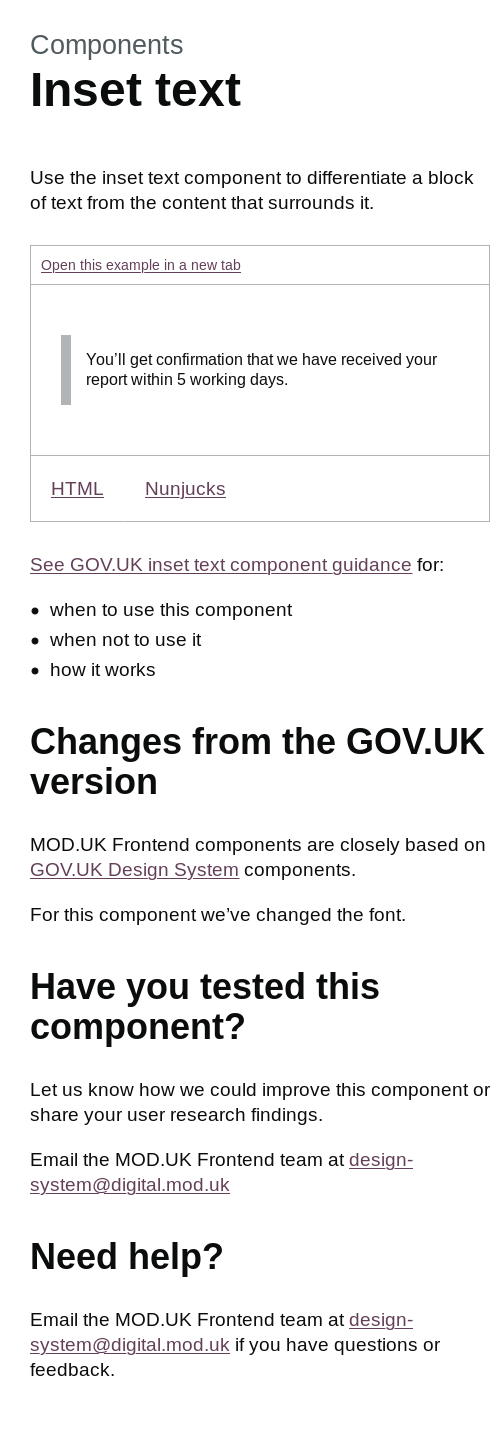 Components
Inset text
Use the inset text component to differentiate a block
of text from the content that surrounds it.
Open this example in a new tab
You’ll get confirmation that we have received your
report within 5 working days.
HTML Nunjucks
See GOV.UK inset text component guidance for:
• when to use this component
• when not to use it
• how it works
Changes from the GOV.UK
version
MOD.UK Frontend components are closely based on
GOV.UK Design System components.
For this component we’ve changed the font.
Have you tested this
component?
Let us know how we could improve this component or
share your user research findings.
Email the MOD.UK Frontend team at design-
system@digital.mod.uk
Need help?
Email the MOD.UK Frontend team at design-
system@digital.mod.uk if you have questions or
feedback.